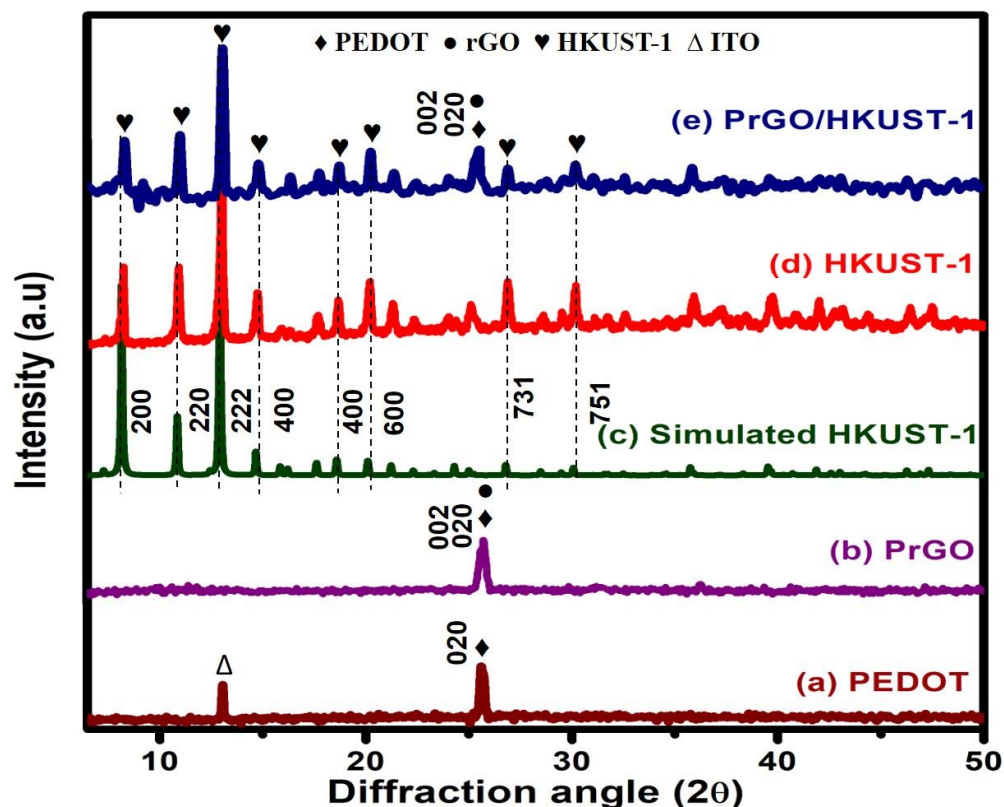 ♦ PEDOT ● rGO ♥ HKUST-1 Δ ITO
002
020
(e) PrGO/HKUST-1
(d) HKUST-1
200
220
222
400
400
600
731
751
(c) Simulated HKUST-1
002
020
(b) PrGO
Δ
020
(a) PEDOT
10
20
30
40
50
Diffraction angle (2θ)
Intensity (a.u)